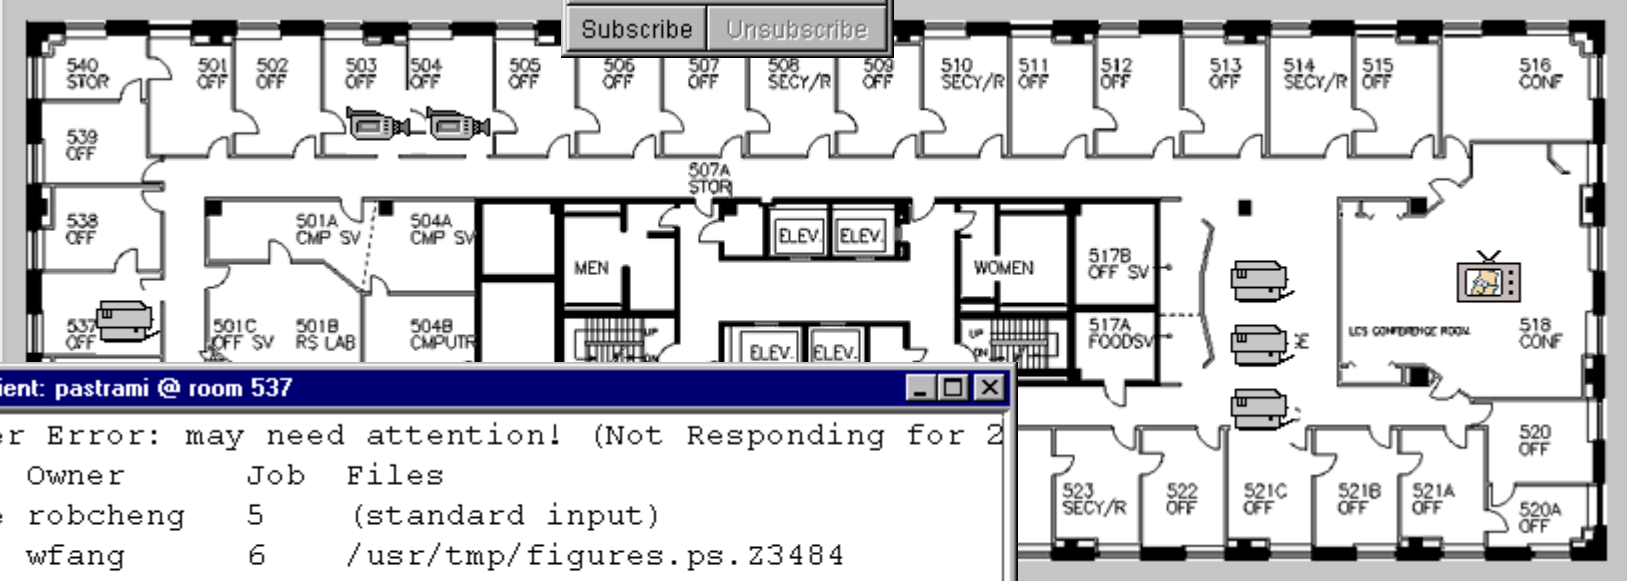 Subscribe Unsubscribe
540
STOR
501
OFF
502
OFF
503
OFF
504
OFF
505
OFF
506
OFF
507
OFF
508
SECY/R
509
OFF
510
SECY/R
511
OFF
512
OFF
513
OFF
514
SECY/R
515
OFF
516
CONF
539
OFF
507A
STOR
538
OFF
501A
CMP SV
504A
CMP SV
ELEV.
ELEV.
MEN
WOMEN
517B
OFF SV
537
OFF
501C
OFF SV
501B
RS LAB
504B
CMPUTR
UP
ELEV.
ELEV.
UP
ON
517A
FOODSV
LCS CONFERENCE ROOM
518
CONF
ient: pastrami @ room 537
er Error: may need attention! (Not Responding for 2
Owner Job Files
e robcheng 5 (standard input)
wfang 6 /usr/tmp/figures.ps.Z3484
520
OFF
523
SECY/R
522
OFF
521C
OFF
521B
OFF
521A
OFF
520A
OFF